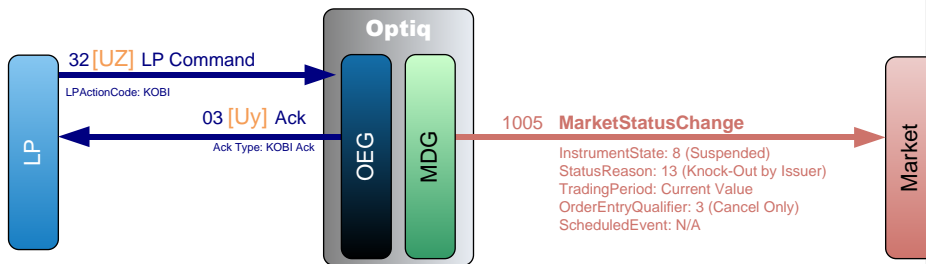 Optiq
32 [UZ] LP Command
LPActionCode: KOBI
03 [Uy] Ack
Ack Type: KOBI Ack
LP
OEG
MDG
1005 MarketStatusChange
InstrumentState: 8 (Suspended)
StatusReason: 13 (Knock-Out by Issuer)
TradingPeriod: Current Value
OrderEntryQualifier: 3 (Cancel Only)
ScheduledEvent: N/A
Market